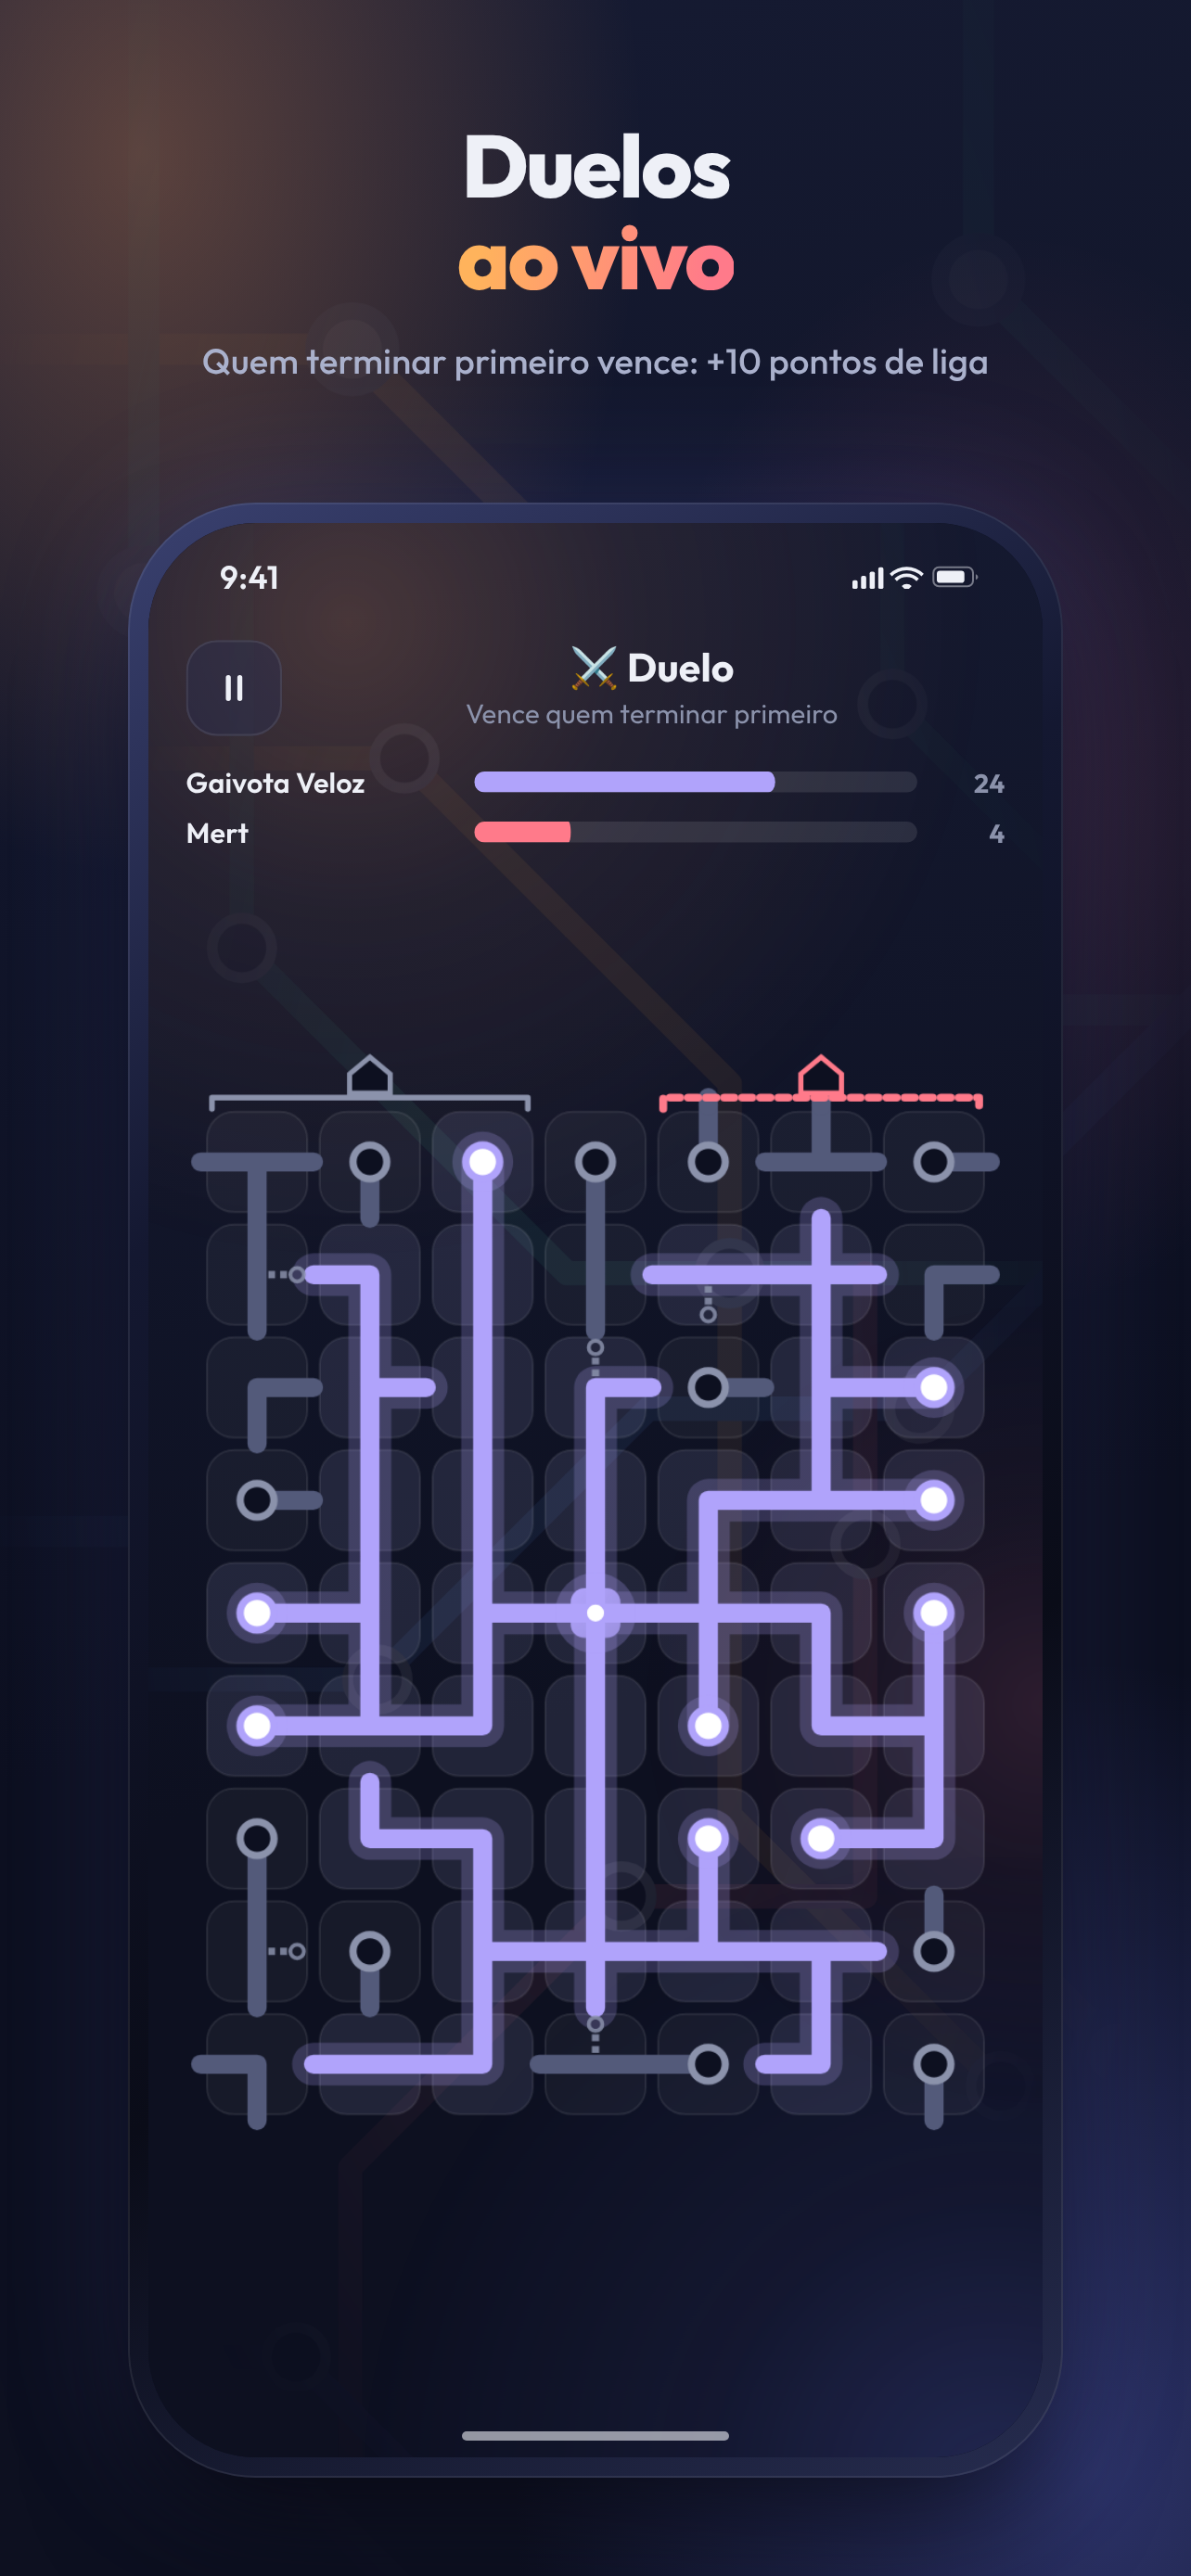 Duelos
ao vivo
Quem terminar primeiro vence: +10 pontos de liga
9:41
⚔️ Duelo
Vence quem terminar primeiro
Gaivota Veloz 24
Mert 4